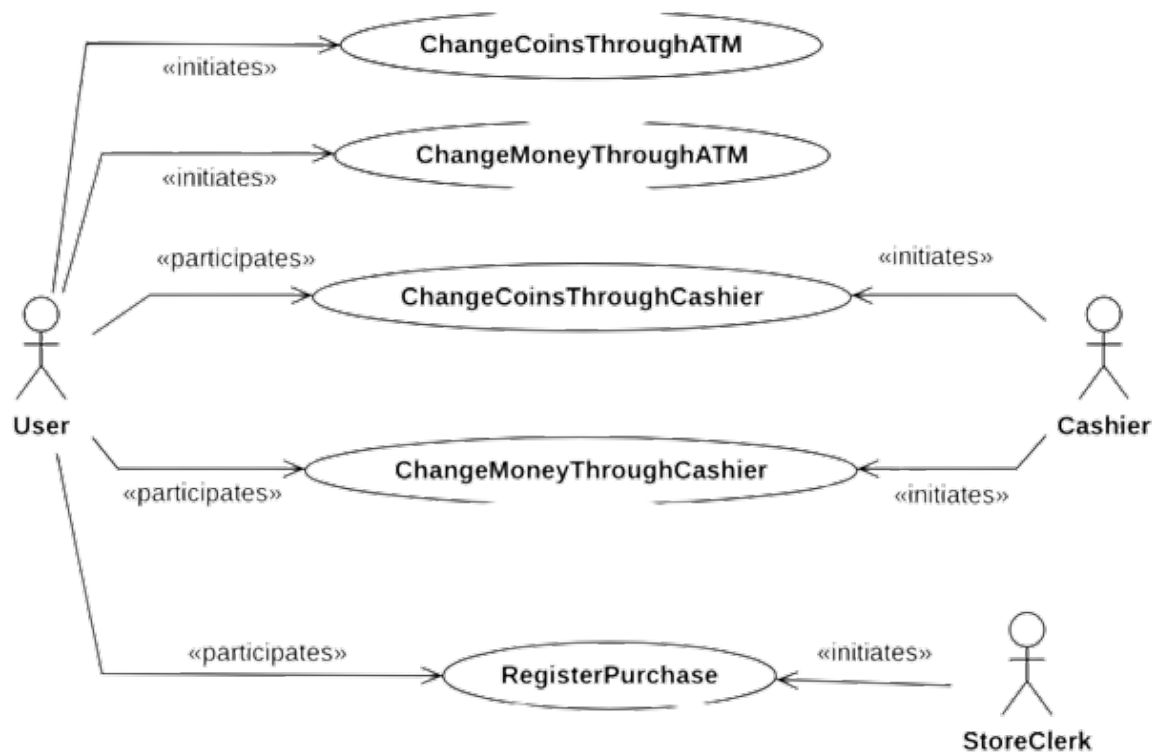 ChangeCoinsThroughATM
«initiates»
ChangeMoneyThroughATM
«initiates»
«participates»
«initiates»
ChangeCoinsThroughCashier
User
Cashier
ChangeMoneyThroughCashier
«participates»
«initiates»
«participates»
«initiates»
RegisterPurchase
StoreClerk